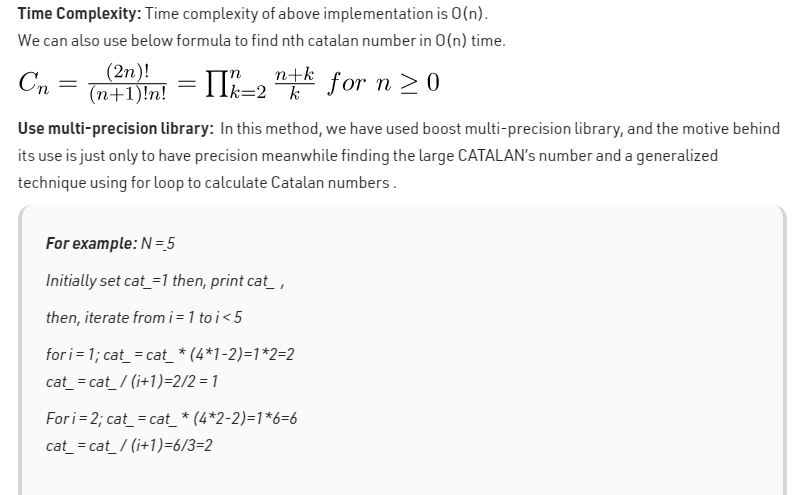 Time Complexity: Time complexity of above implementation is O(n).
We can also use below formula to find nth catalan number in O(n) time.
C_n = \frac{(2n)!}{(n+1)!n!} = \prod_{k=2}^{n} \frac{n+k}{k} for n ≥ 0
Use multi-precision library: In this method, we have used boost multi-precision library, and the motive behind
its use is just only to have precision meanwhile finding the large CATALAN's number and a generalized
technique using for loop to calculate Catalan numbers .
For example: N = 5
Initially set cat_=1 then, print cat_ ,
then, iterate from i = 1 to i < 5
for i = 1; cat_ = cat_ * (4*1-2)=1*2=2
cat_ = cat_ / (i+1)=2/2 = 1
For i = 2; cat_ = cat_ * (4*2-2)=1*6=6
cat_ = cat_ / (i+1)=6/3=2